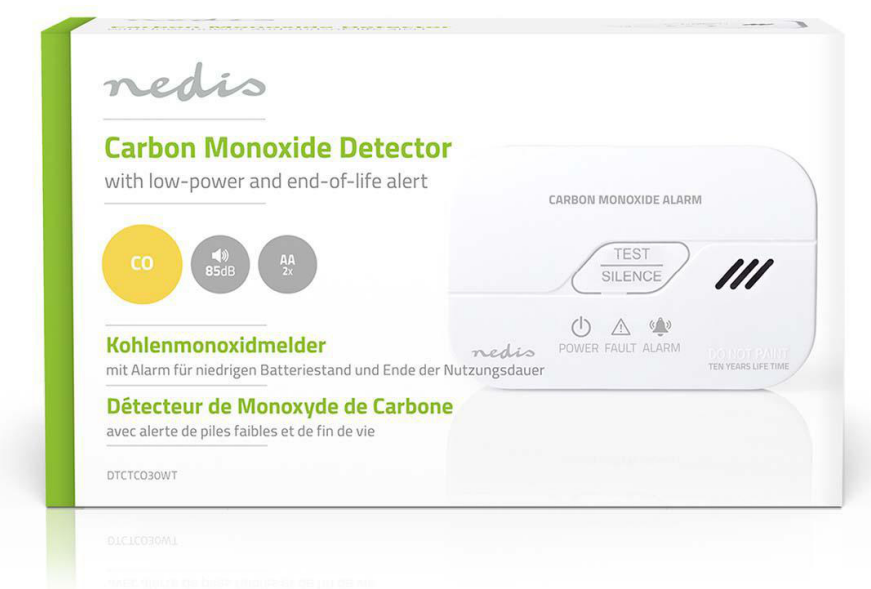 Carbon Monoxide Detector
nedis
Carbon Monoxide Detector
with low-power and end-of-life alert
CO
85dB
AA
2x
Kohlenmonoxidmelder
mit Alarm für niedrigen Batteriestand und Ende der Nutzungsdauer
Détecteur de Monoxyde de Carbone
avec alerte de piles faibles et de fin de vie
DTCTCO30WT
CARBON MONOXIDE ALARM
TEST
SILENCE
POWER FAULT ALARM
nedis
DO NOT PAINT
TEN YEARS LIFE TIME